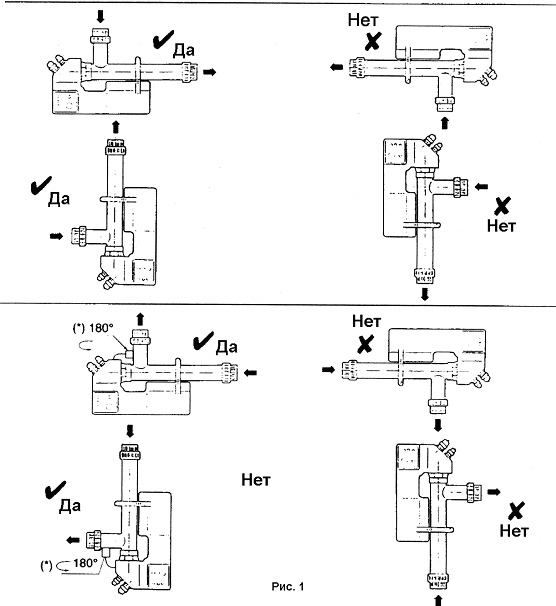 Да
Нет
Да
Нет
(*) 180°
Да
Нет
Да
Нет
(*) 180°
Нет
Рис. 1